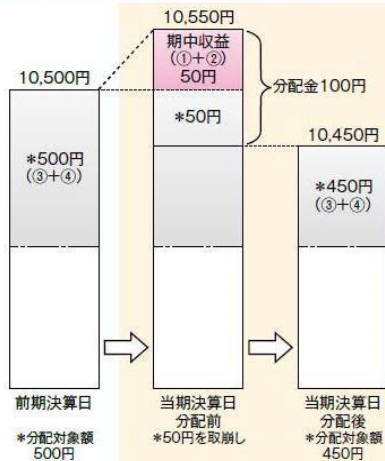 10,550円
期中収益
(①+②)
50円
10,500円
分配金100円
*50円
10,450円
*500円
(③+④)
*450円
(③+④)
前期決算日
*分配対象額
500円
当期決算日
分配前
*50円を取崩し
当期決算日
分配後
*分配対象額
450円